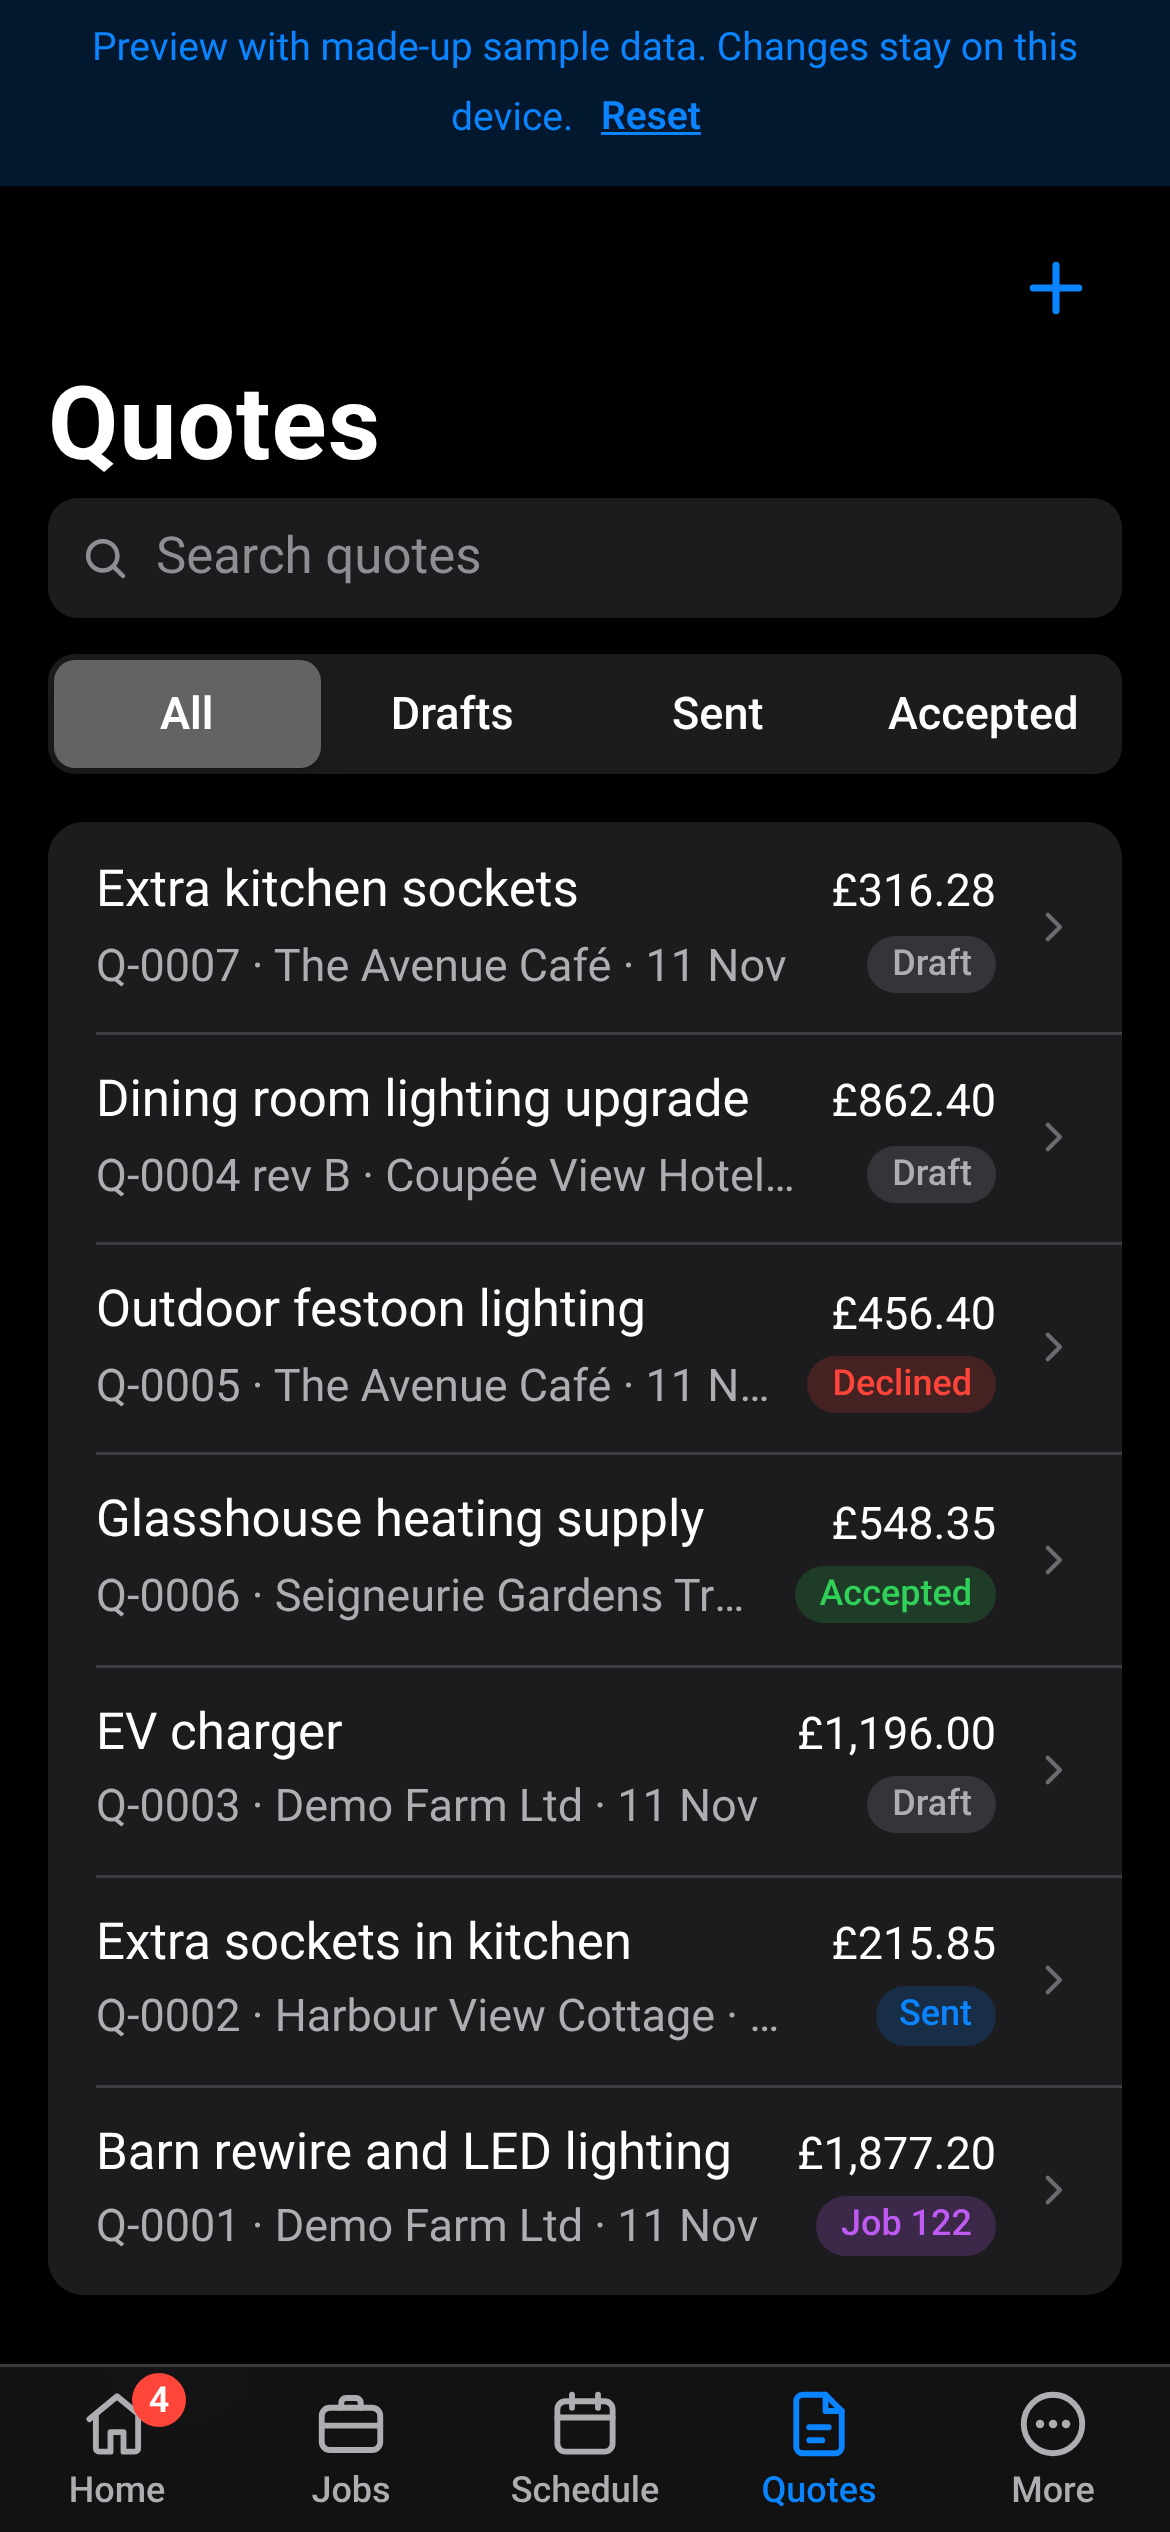 Preview with made-up sample data. Changes stay on this
device. Reset
Quotes
Search quotes
All Drafts Sent Accepted
Extra kitchen sockets £316.28
Q-0007 · The Avenue Café · 11 Nov Draft
Dining room lighting upgrade £862.40
Q-0004 rev B · Coupée View Hotel… Draft
Outdoor festoon lighting £456.40
Q-0005 · The Avenue Café · 11 N… Declined
Glasshouse heating supply £548.35
Q-0006 · Seigneurie Gardens Tr… Accepted
EV charger £1,196.00
Q-0003 · Demo Farm Ltd · 11 Nov Draft
Extra sockets in kitchen £215.85
Q-0002 · Harbour View Cottage · … Sent
Barn rewire and LED lighting £1,877.20
Q-0001 · Demo Farm Ltd · 11 Nov Job 122
4
Home Jobs Schedule Quotes More